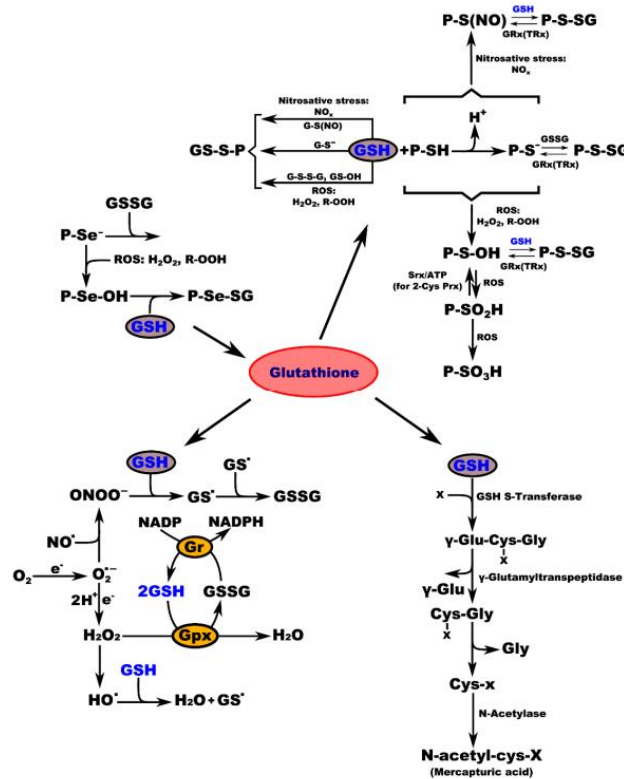 P-S(NO) GSH P-S-SG
GRx(TRx)
Nitrosative stress:
NOx
Nitrosative stress:
NOx
G-S(NO)
H+
GS-S-P G-S⁻ GSH +P-SH P-S⁻ GSSG P-S-SG
GRx(TRx)
G-S-S-G, GS-OH
ROS:
H₂O₂, R-OOH
ROS:
H₂O₂, R-OOH
P-S-OH GSH P-S-SG
GRx(TRx)
Srx/ATP
(for 2-Cys Prx)
ROS
P-SO₂H
ROS
P-SO₃H
GSSG
P-Se⁻
ROS: H₂O₂, R-OOH
P-Se-OH P-Se-SG
GSH
Glutathione
GSH GS•
ONOO⁻ GS• GSSG
NO•
NADP NADPH
Gr
O₂ e⁻ O₂•⁻
2GSH GSSG
2H⁺ e⁻
H₂O₂ Gpx H₂O
GSH
HO• H₂O+GS•
GSH
x GSH S-Transferase
γ-Glu-Cys-Gly
x
γ-Glutamyltranspeptidase
γ-Glu
Cys-Gly
x
Gly
Cys-x
N-Acetylase
N-acetyl-cys-X
(Mercapturic acid)